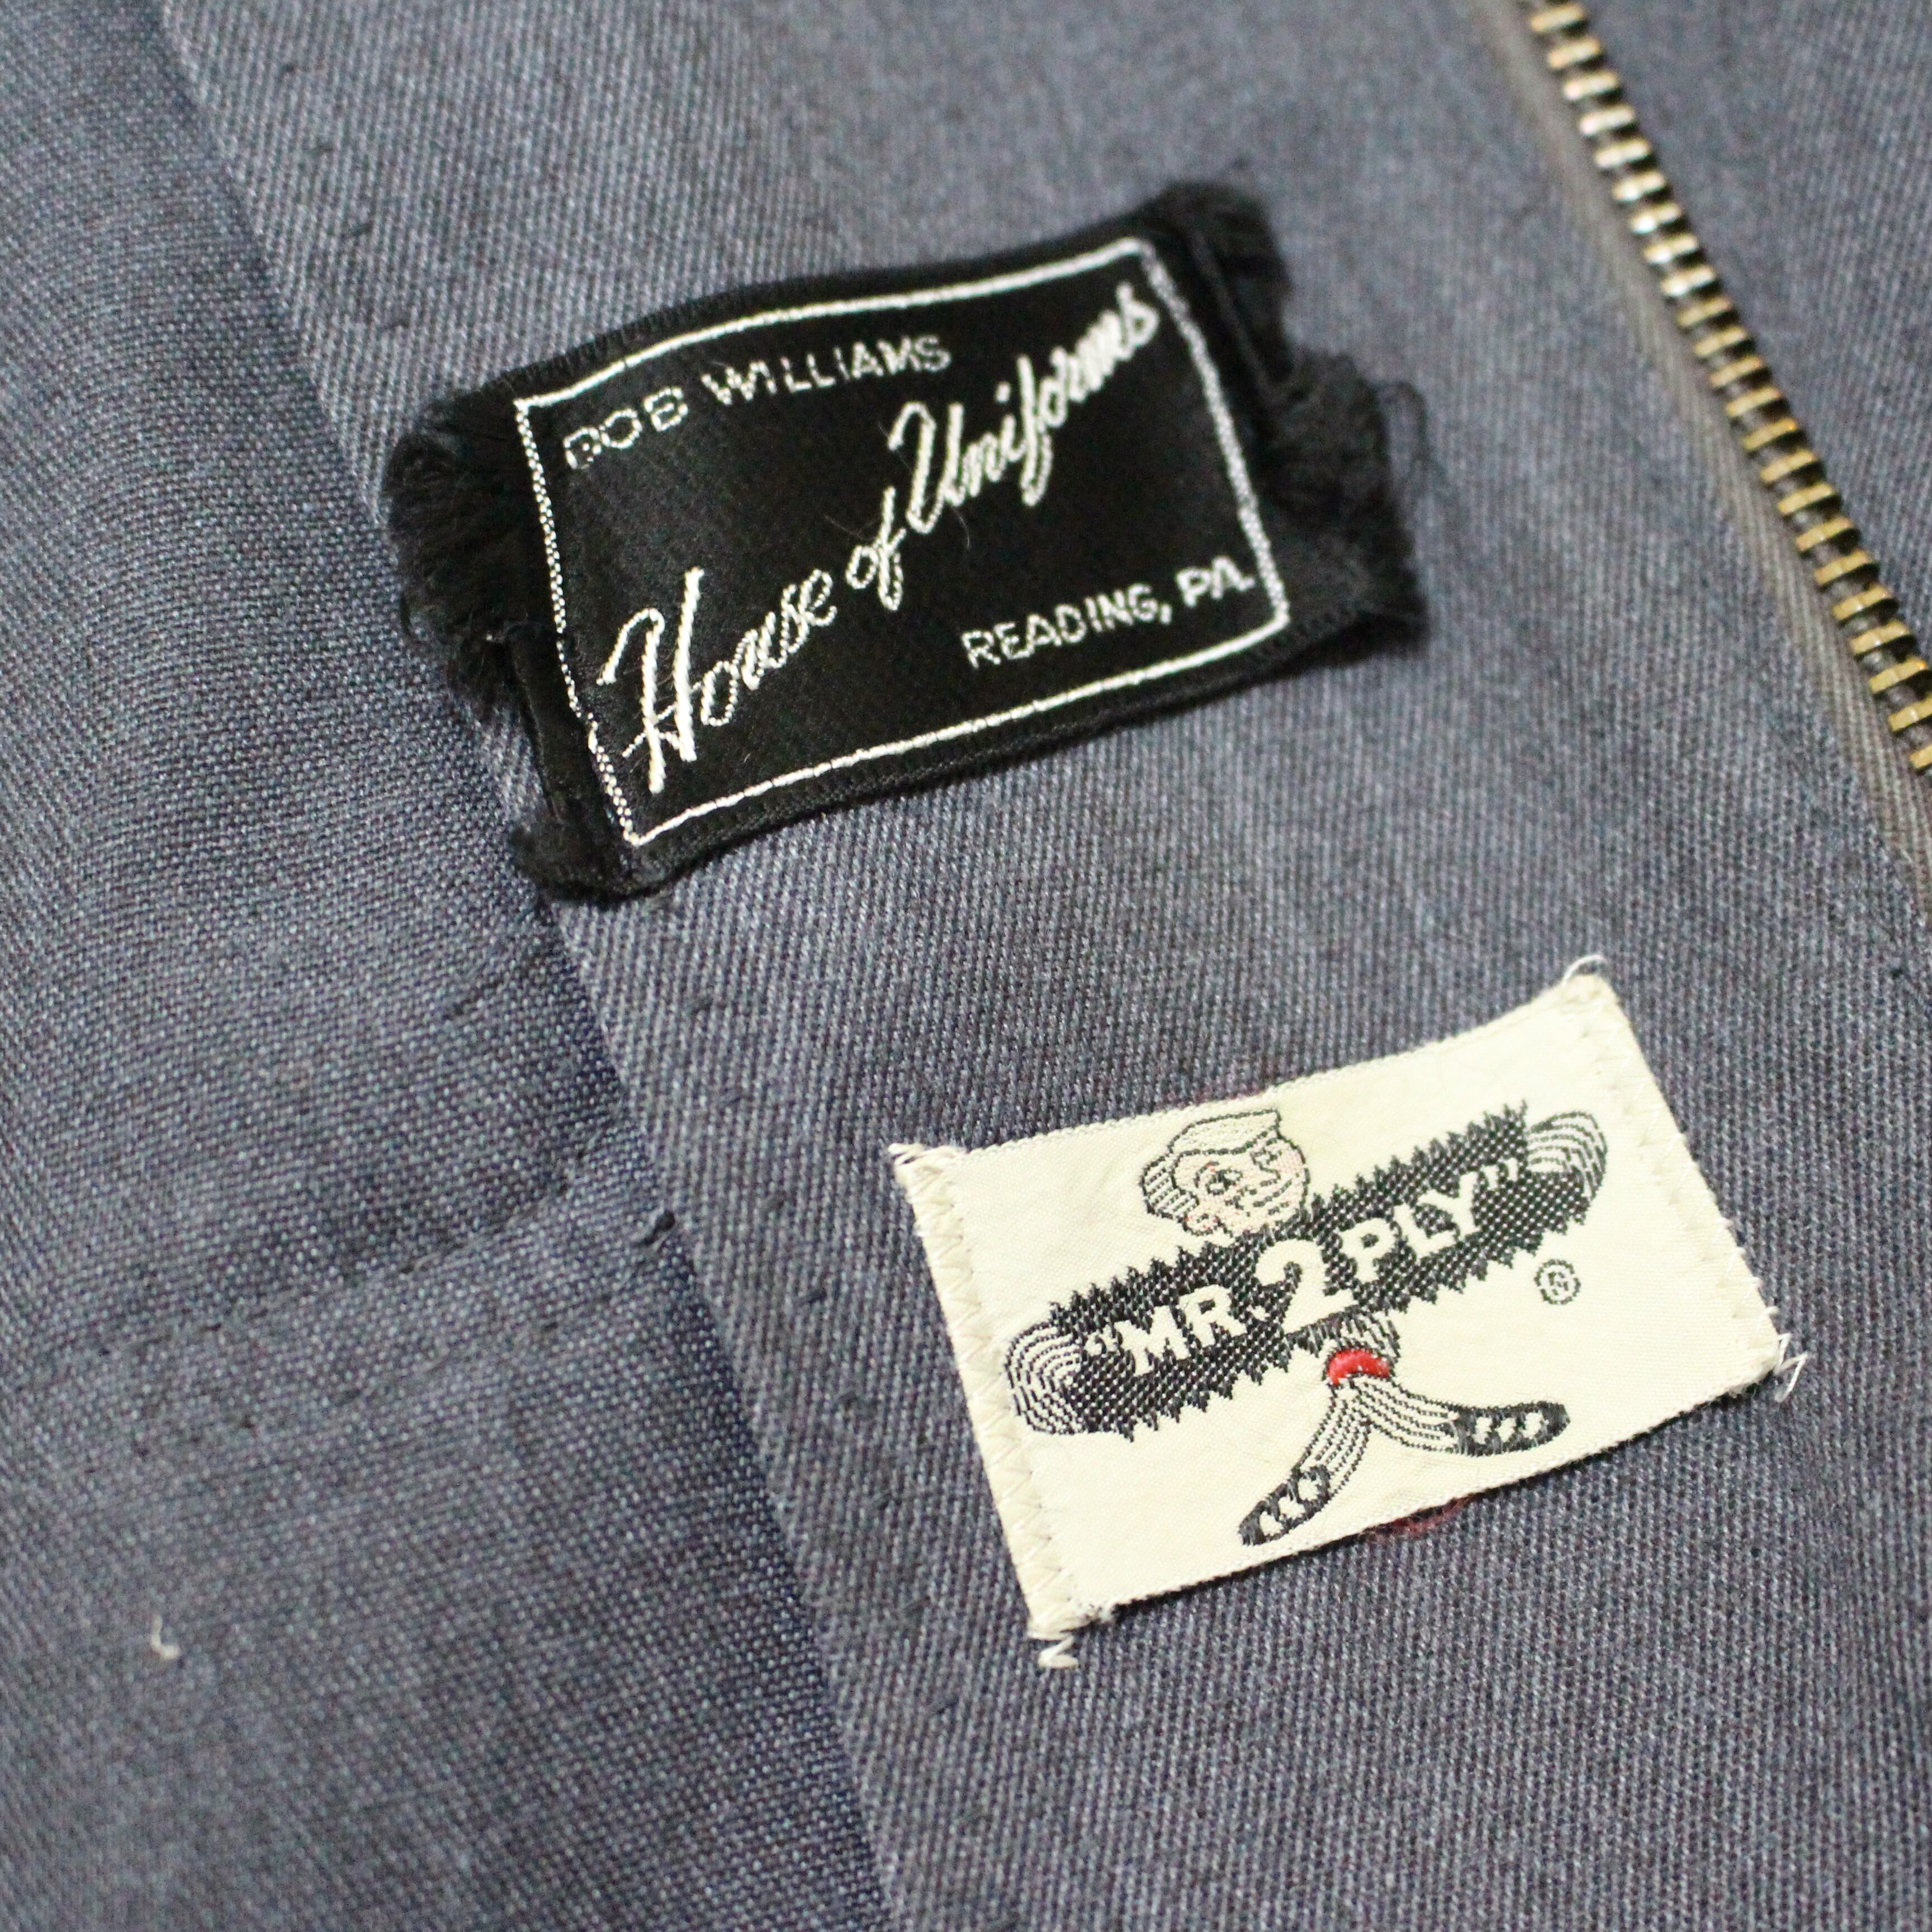 BOB WILLIAMS
House of Uniforms
READING, PA.
"MR. 2 PLY"
®